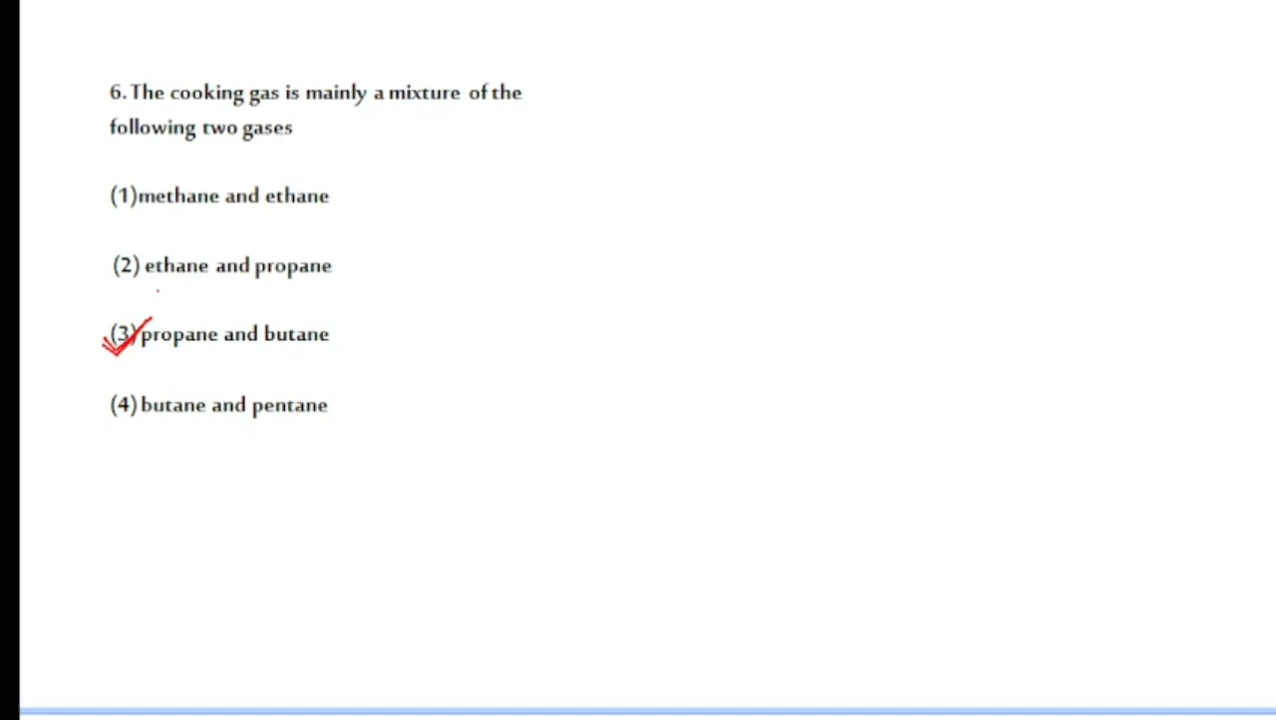 6. The cooking gas is mainly a mixture of the
following two gases
(1)methane and ethane
(2) ethane and propane
(3) propane and butane
(4) butane and pentane